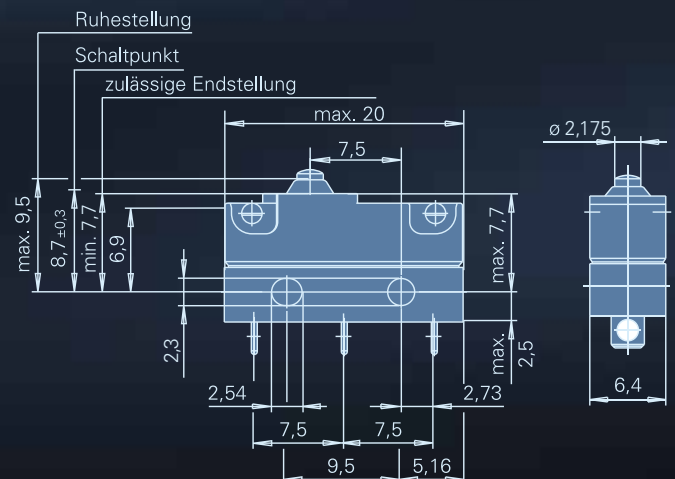 Ruhestellung
Schaltpunkt
zulässige Endstellung
max. 20
7,5
ø 2,175
max. 9,5
8,7 ±0,3
min. 7,7
6,9
max. 7,7
2,3
max.
2,5
2,54
2,73
6,4
7,5
7,5
9,5
5,16